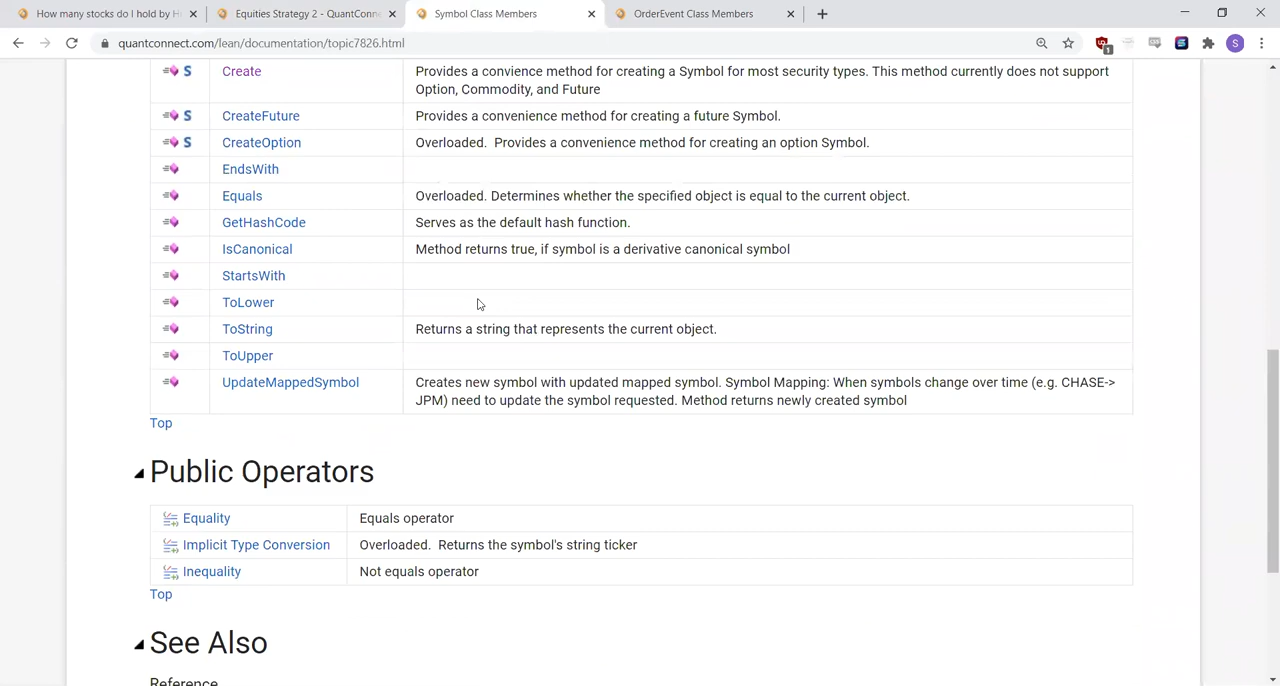 How many stocks do I hold by H
Equities Strategy 2 - QuantConne
Symbol Class Members
OrderEvent Class Members
quantconnect.com/lean/documentation/topic7826.html
1
S
S Create Provides a convience method for creating a Symbol for most security types. This method currently does not support
Option, Commodity, and Future
S CreateFuture Provides a convenience method for creating a future Symbol.
S CreateOption Overloaded. Provides a convenience method for creating an option Symbol.
EndsWith
Equals Overloaded. Determines whether the specified object is equal to the current object.
GetHashCode Serves as the default hash function.
IsCanonical Method returns true, if symbol is a derivative canonical symbol
StartsWith
ToLower
ToString Returns a string that represents the current object.
ToUpper
UpdateMappedSymbol Creates new symbol with updated mapped symbol. Symbol Mapping: When symbols change over time (e.g. CHASE->
JPM) need to update the symbol requested. Method returns newly created symbol
Top
Public Operators
Equality Equals operator
Implicit Type Conversion Overloaded. Returns the symbol's string ticker
Inequality Not equals operator
Top
See Also
Reference